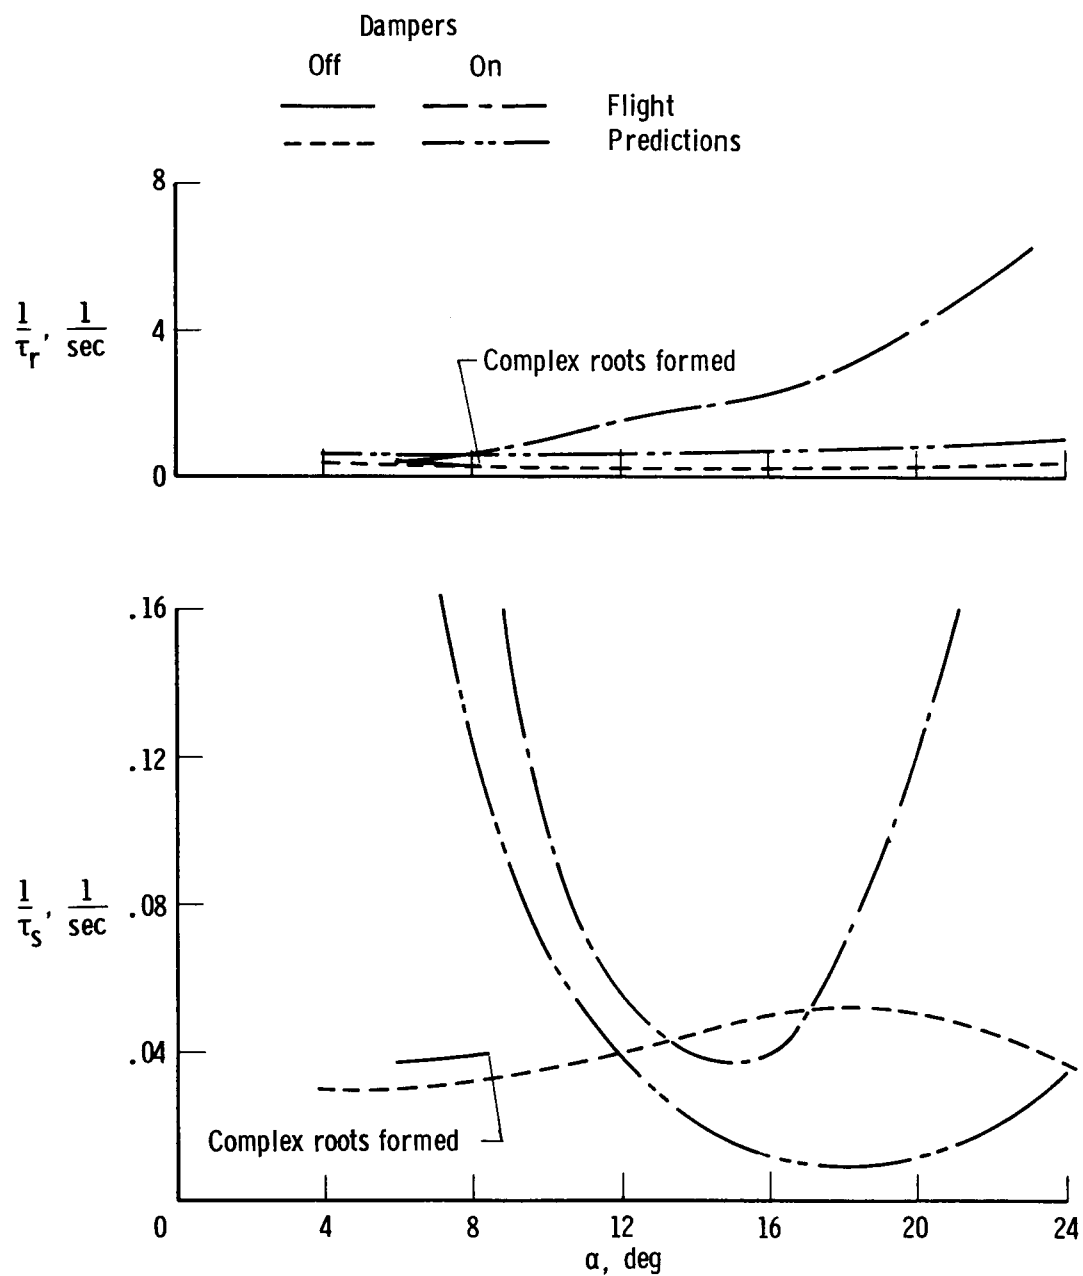 Dampers
Off On
Flight
Predictions
8
4
0
1/τr, 1/sec
Complex roots formed
.16
.12
.08
.04
0
1/τs, 1/sec
Complex roots formed
4 8 12 16 20 24
α, deg